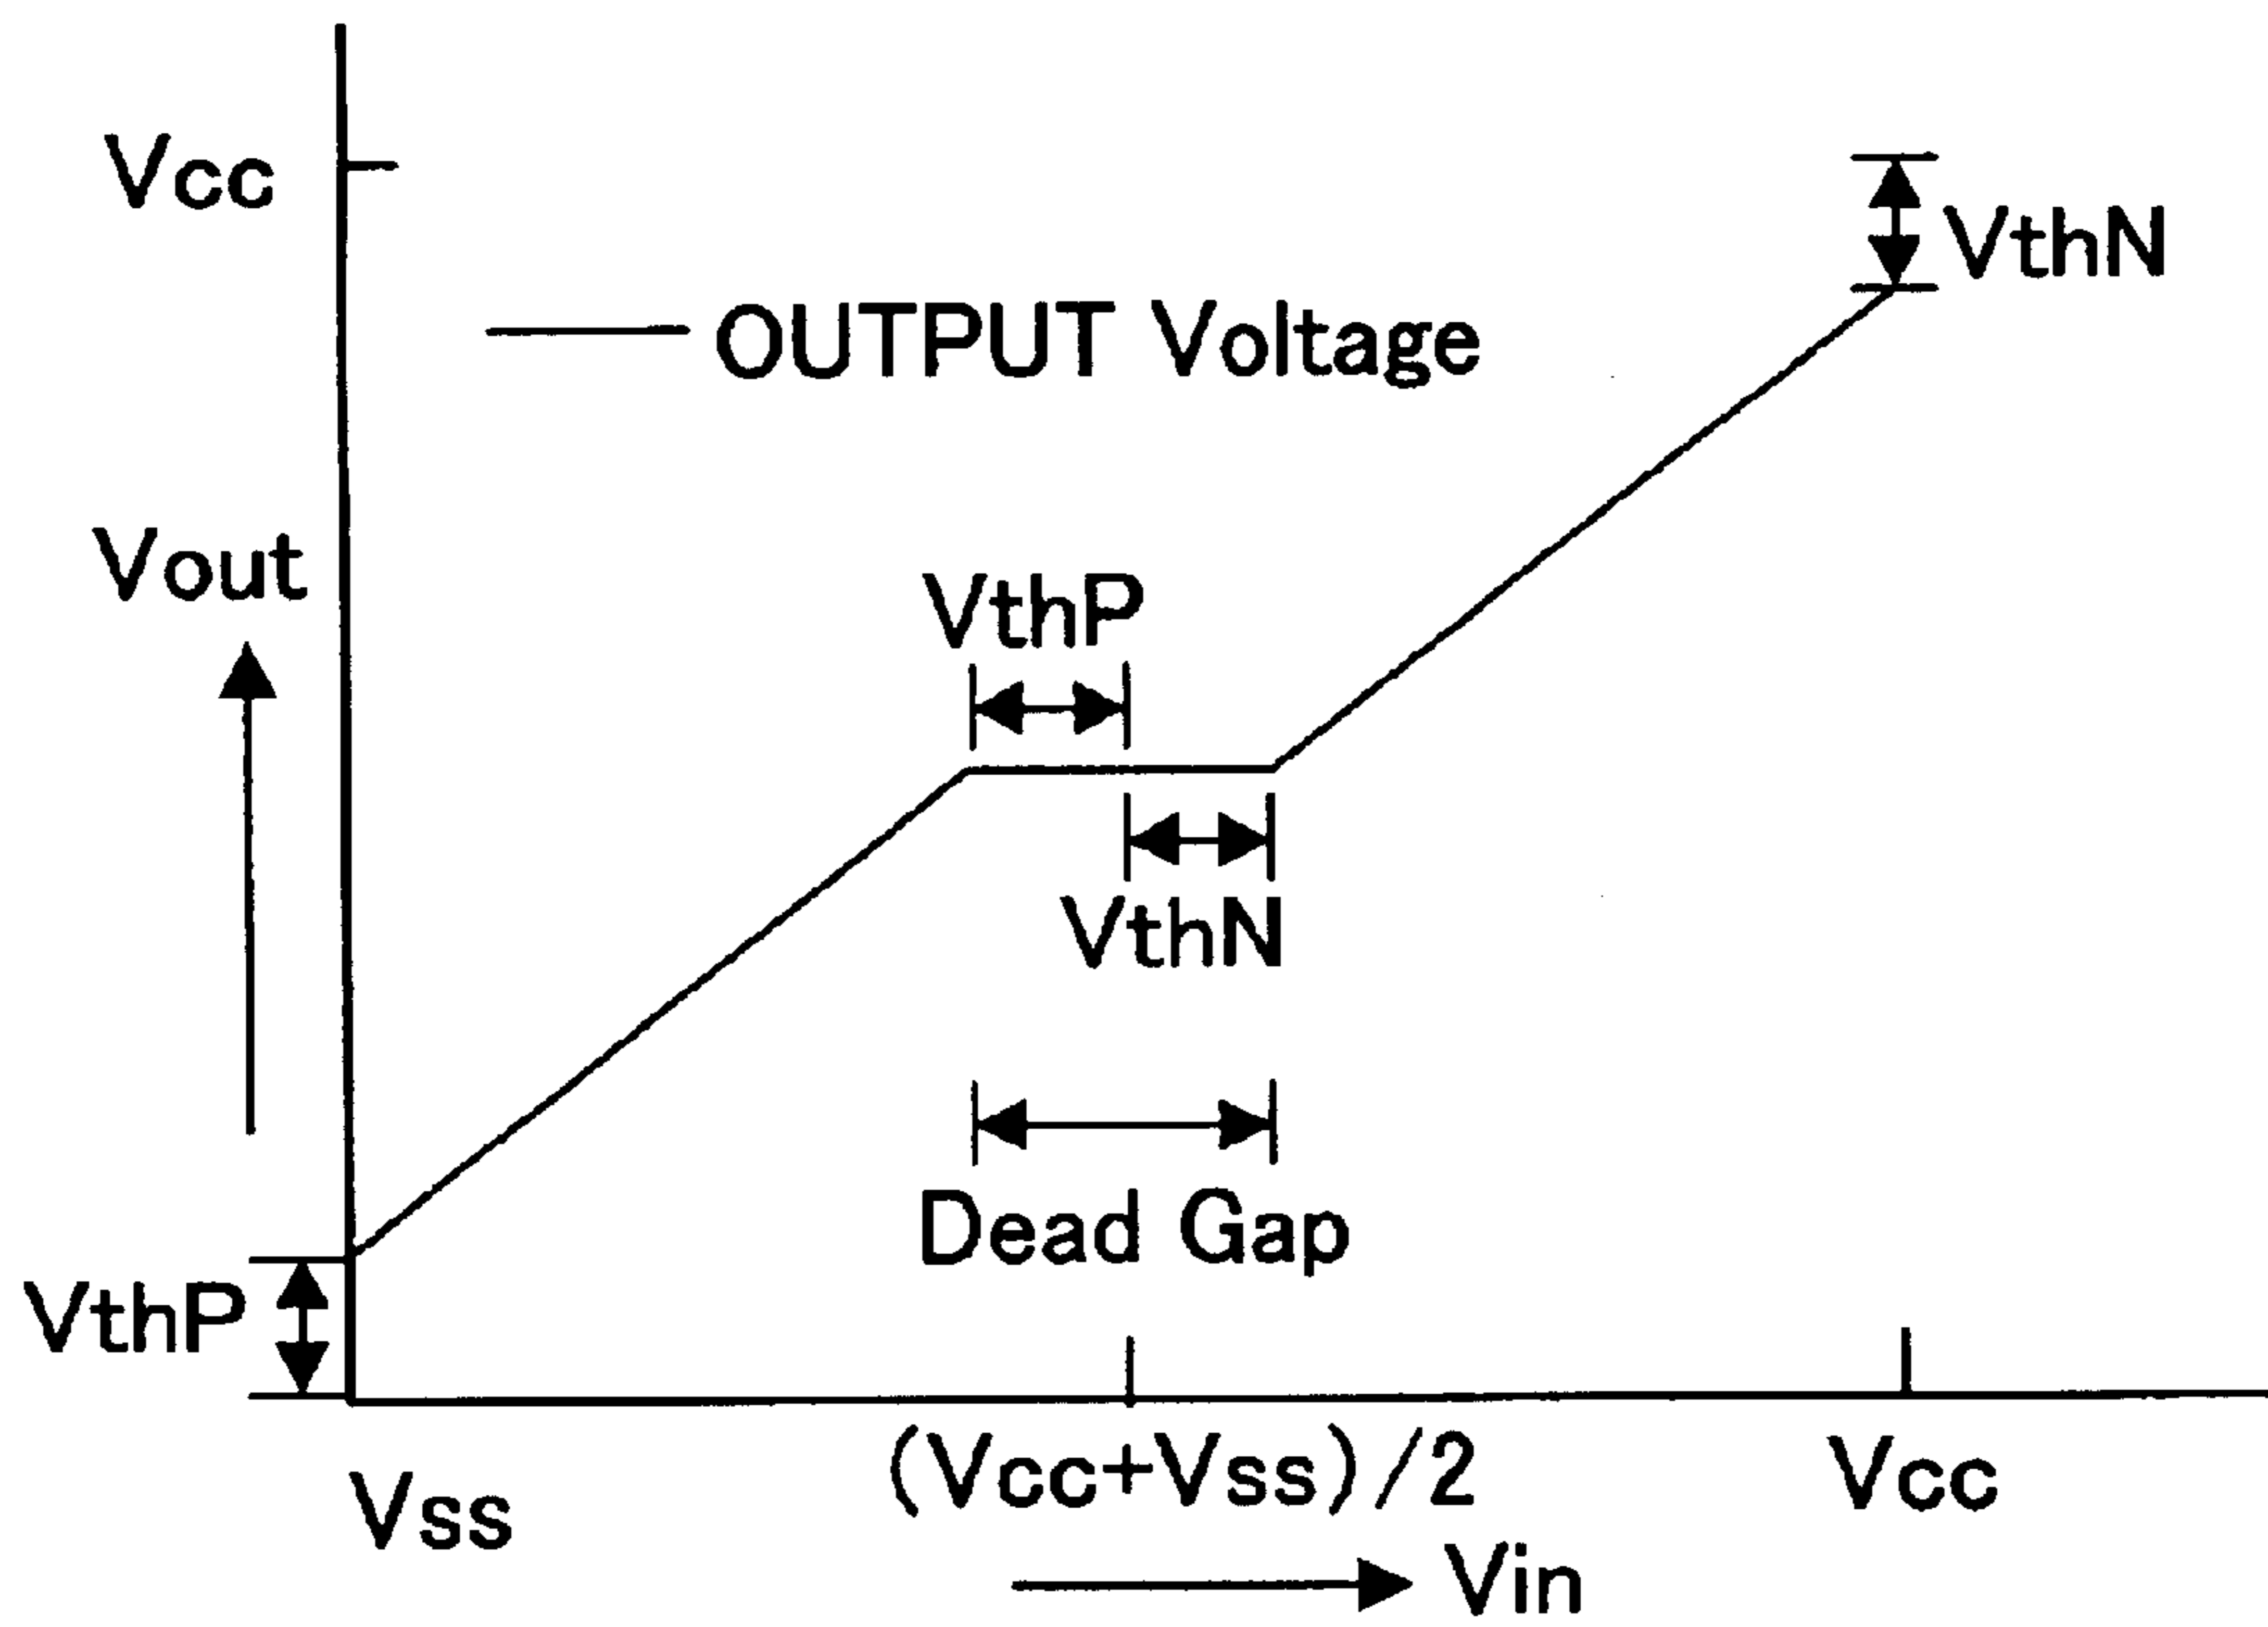 Vcc
VthN
OUTPUT Voltage
Vout
VthP
VthN
Dead Gap
VthP
(Vcc+Vss)/2
Vcc
Vss
Vin